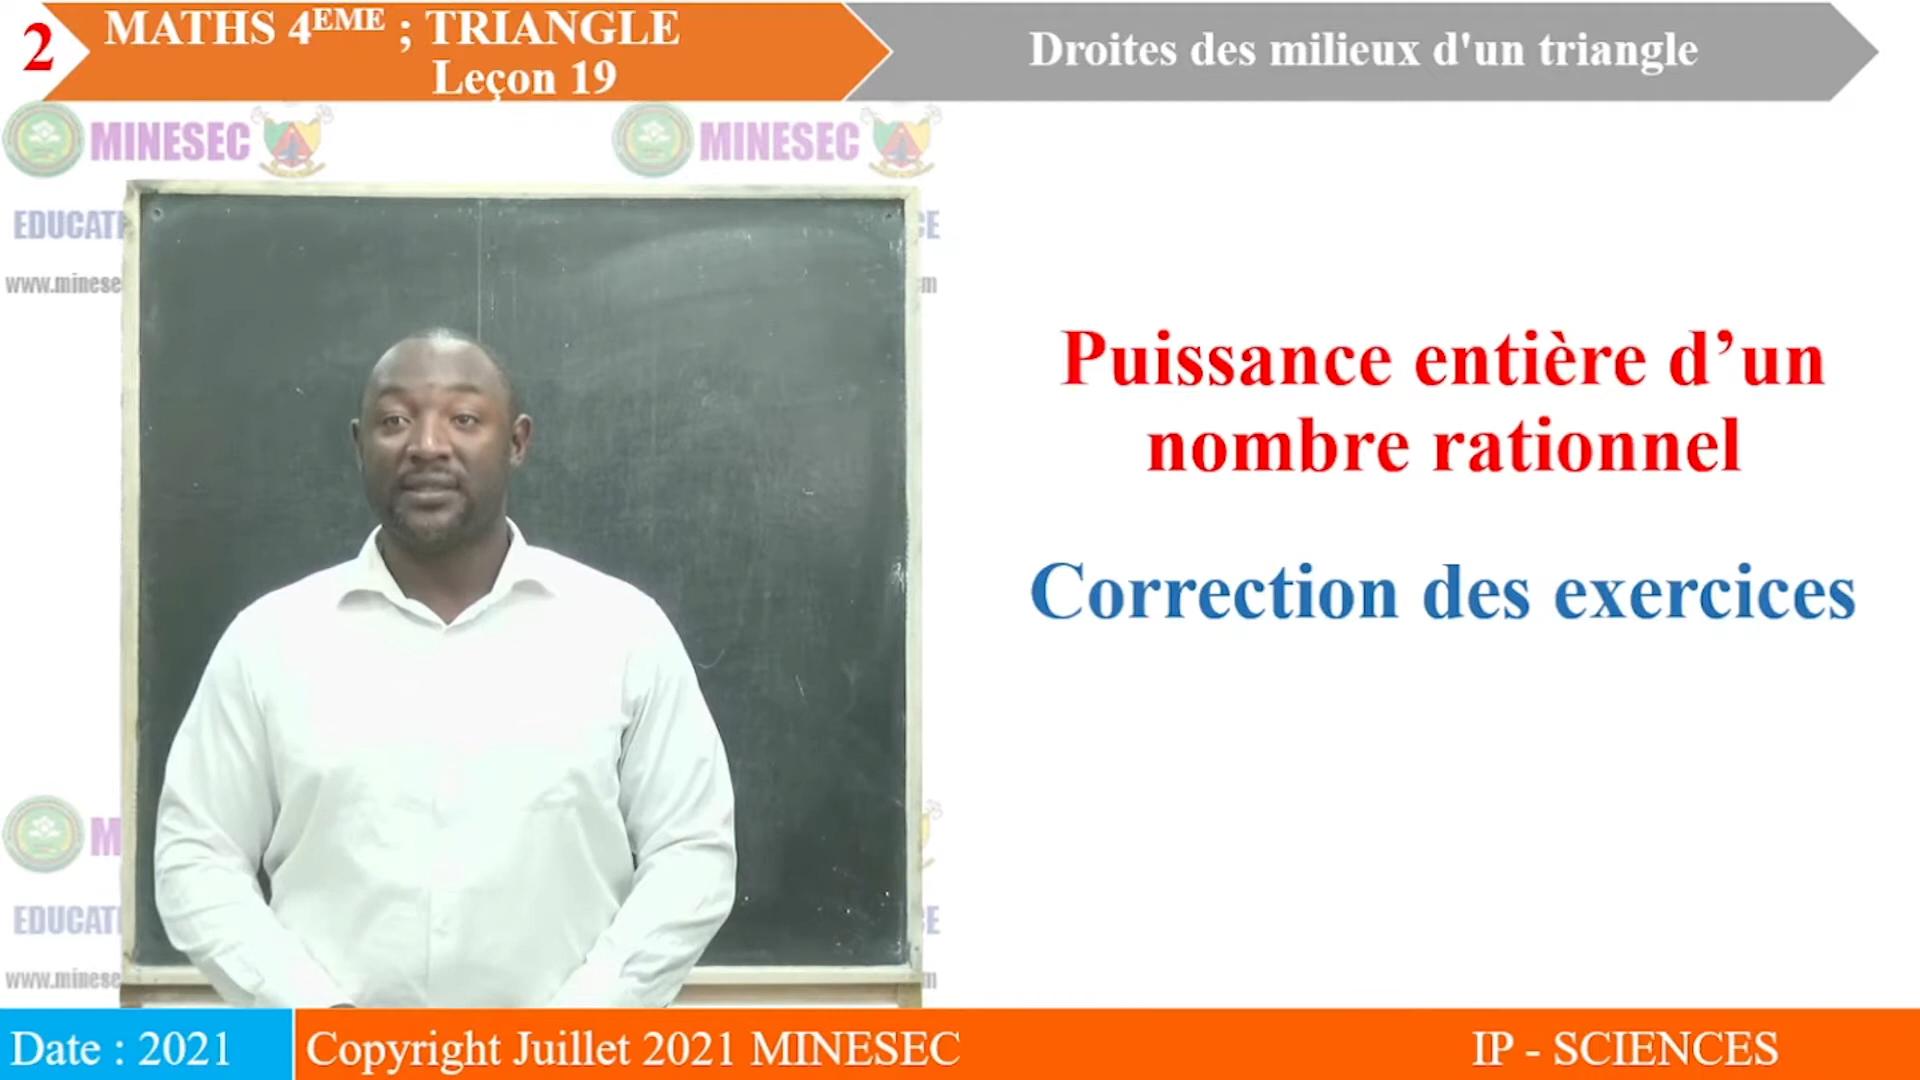 2
MATHS 4EME ; TRIANGLE
Leçon 19
Droites des milieux d'un triangle
MINESEC
MINESEC
EDUCAT
www.minese
Puissance entière d’un
nombre rationnel
Correction des exercices
M
EDUCAT
www.minese
Date : 2021
Copyright Juillet 2021 MINESEC
IP - SCIENCES